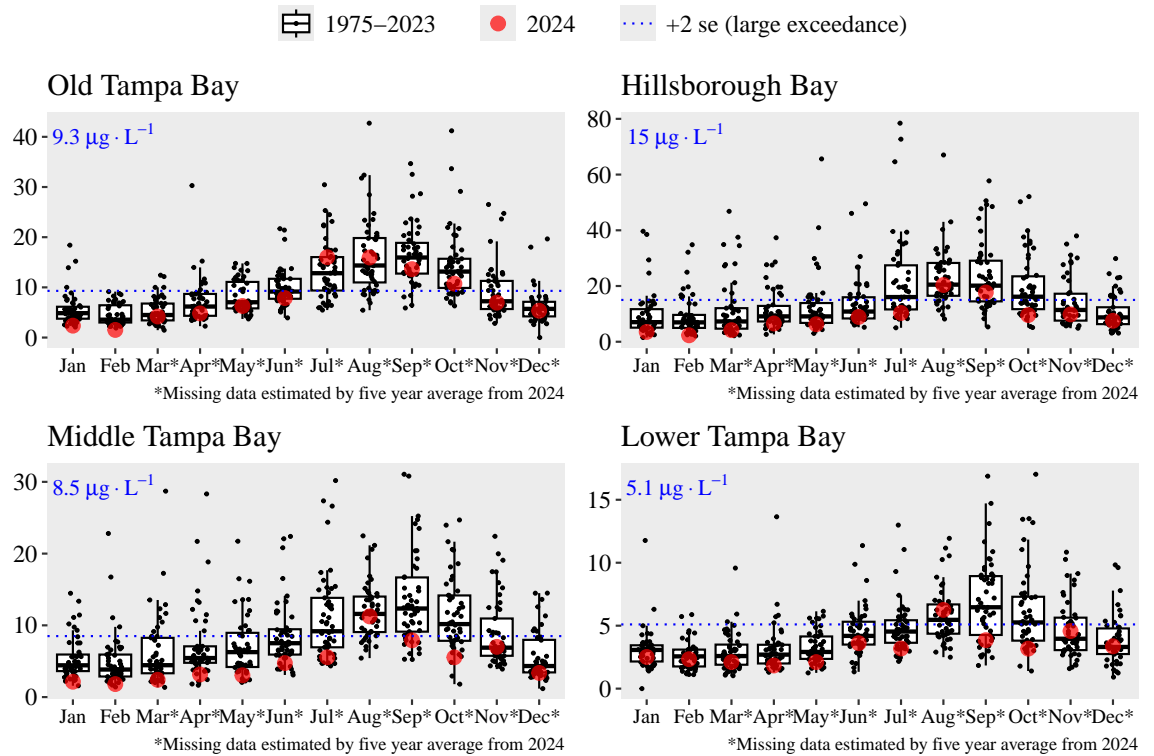 1975–2023 2024 +2 se (large exceedance)
Old Tampa Bay
9.3 μg · L⁻¹
40
30
20
10
0
Jan Feb Mar* Apr* May* Jun* Jul* Aug* Sep* Oct* Nov* Dec*
*Missing data estimated by five year average from 2024
Hillsborough Bay
15 μg · L⁻¹
80
60
40
20
0
Jan Feb Mar* Apr* May* Jun* Jul* Aug* Sep* Oct* Nov* Dec*
*Missing data estimated by five year average from 2024
Middle Tampa Bay
8.5 μg · L⁻¹
30
20
10
0
Jan Feb Mar* Apr* May* Jun* Jul* Aug* Sep* Oct* Nov* Dec*
*Missing data estimated by five year average from 2024
Lower Tampa Bay
5.1 μg · L⁻¹
15
10
5
0
Jan Feb Mar* Apr* May* Jun* Jul* Aug* Sep* Oct* Nov* Dec*
*Missing data estimated by five year average from 2024